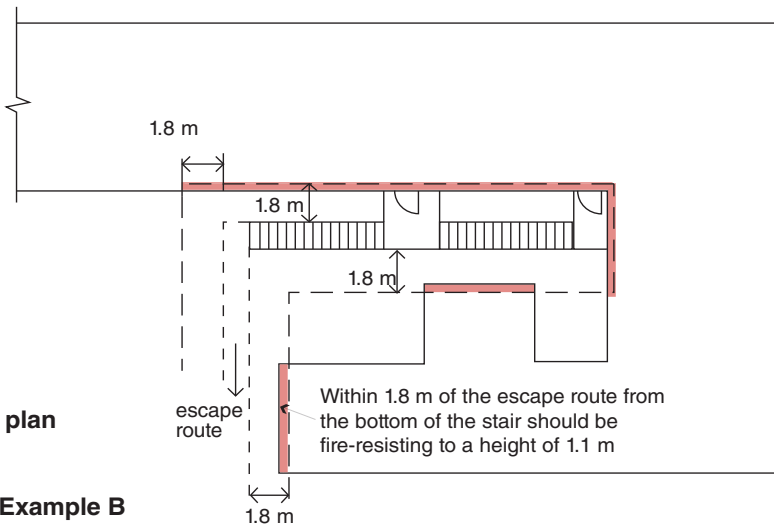 1.8 m
1.8 m
1.8 m
Within 1.8 m of the escape route from
the bottom of the stair should be
fire-resisting to a height of 1.1 m
escape
route
plan
Example B
1.8 m